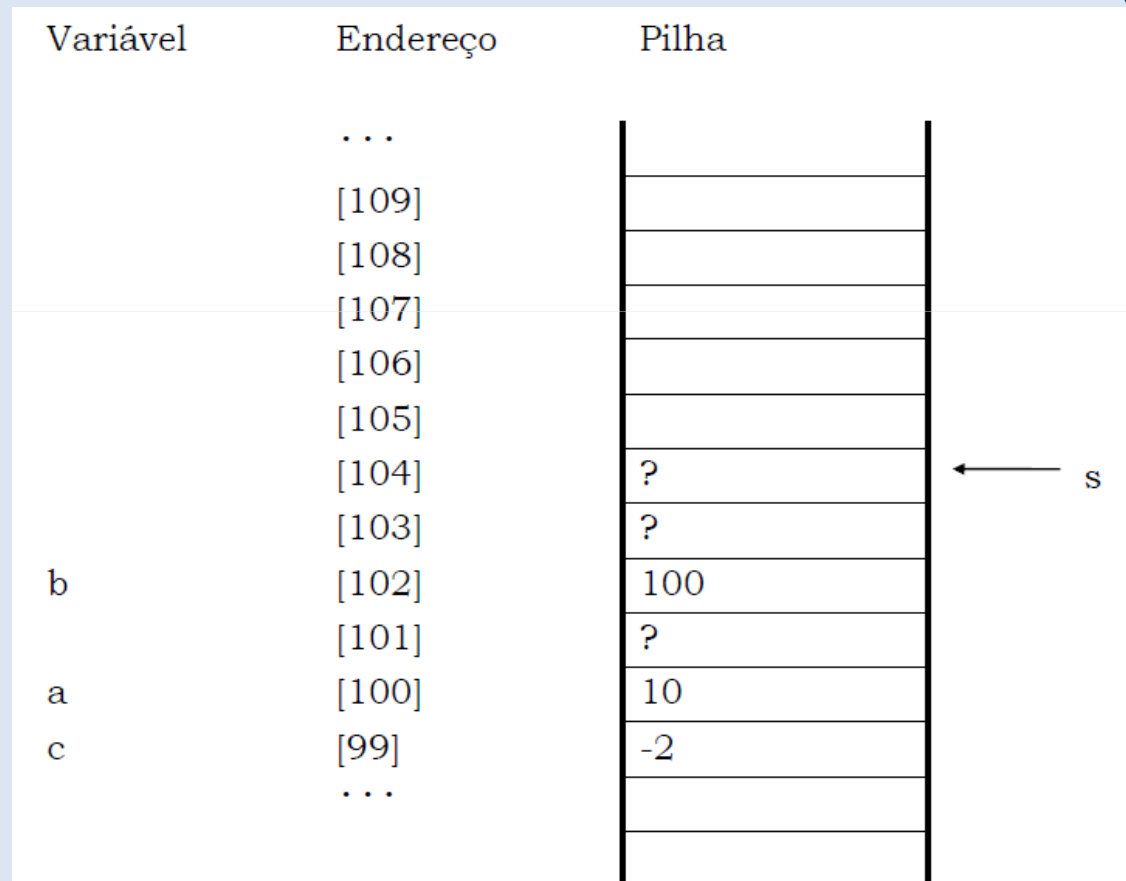 Variável Endereço Pilha
...
[109]
[108]
[107]
[106]
[105]
[104] ? s
[103] ?
b [102] 100
[101] ?
a [100] 10
c [99] -2
...